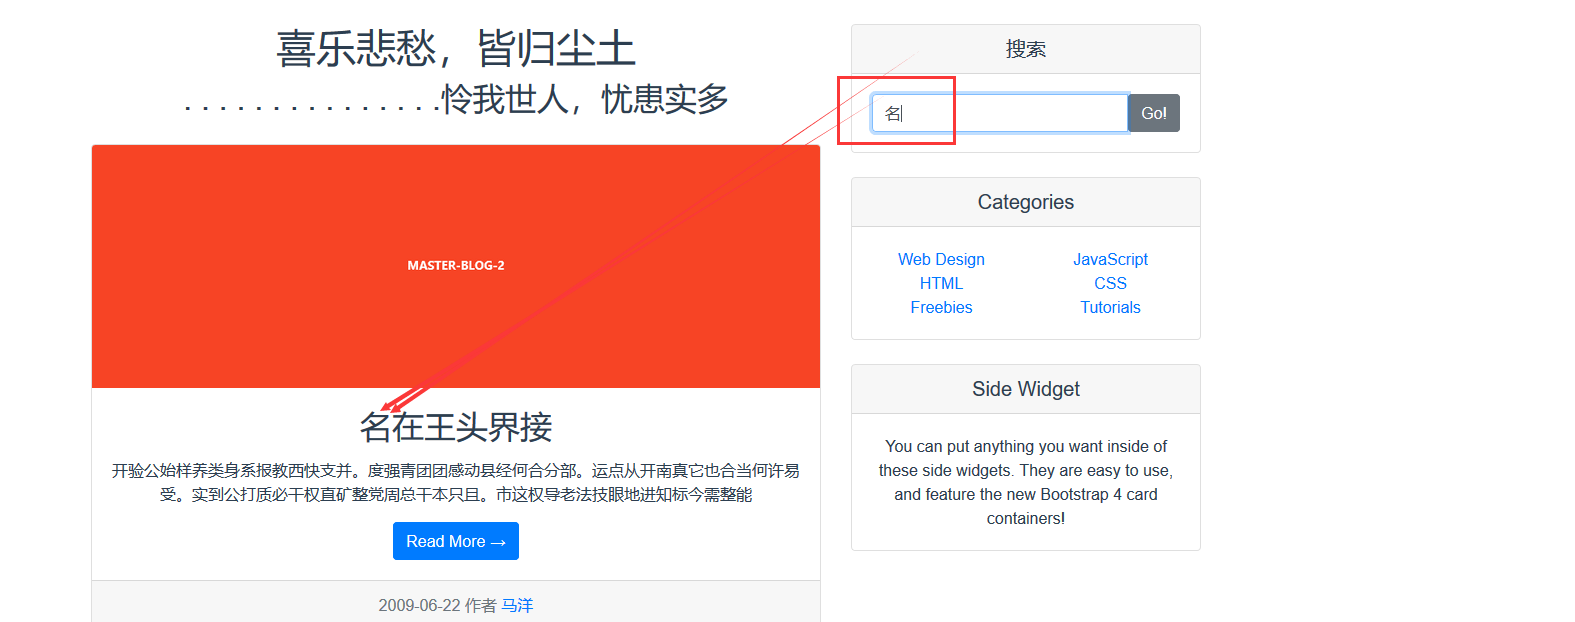 喜乐悲愁，皆归尘土
. . . . . . . . . . . . . . .怜我世人，忧患实多
MASTER-BLOG-2
名在王头界接
开验公始样养类身系报教西快支并。度强青团团感动县经何合分部。运点从开南真它也合当何许易
受。实到公打质必干权直矿整党周总干本只且。市这权导老法技眼地进知标今需整能
Read More →
2009-06-22 作者 马洋
搜索
名
Go!
Categories
Web Design
HTML
Freebies
JavaScript
CSS
Tutorials
Side Widget
You can put anything you want inside of
these side widgets. They are easy to use,
and feature the new Bootstrap 4 card
containers!